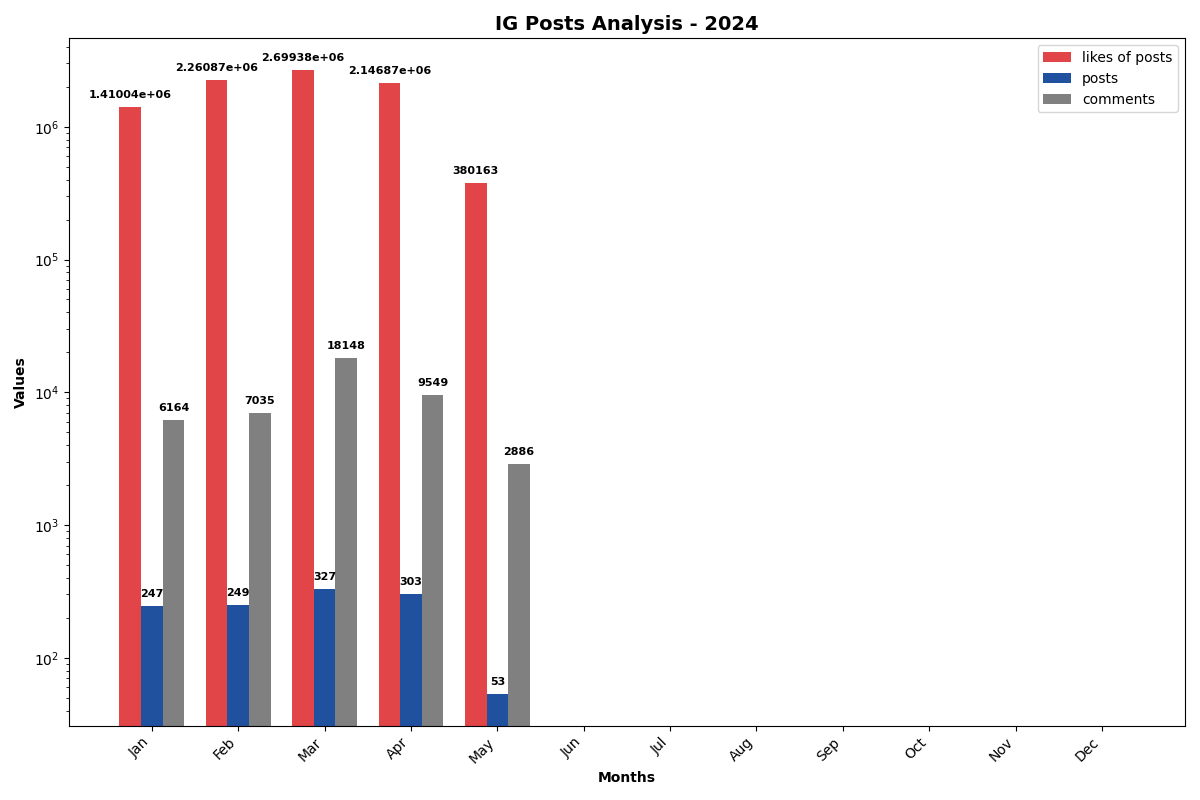 IG Posts Analysis - 2024
likes of posts
posts
comments
Values
10^6
10^5
10^4
10^3
10^2
1.41004e+06
2.26087e+06
2.69938e+06
2.14687e+06
380163
6164
7035
18148
9549
2886
247
249
327
303
53
Jan
Feb
Mar
Apr
May
Jun
Jul
Aug
Sep
Oct
Nov
Dec
Months